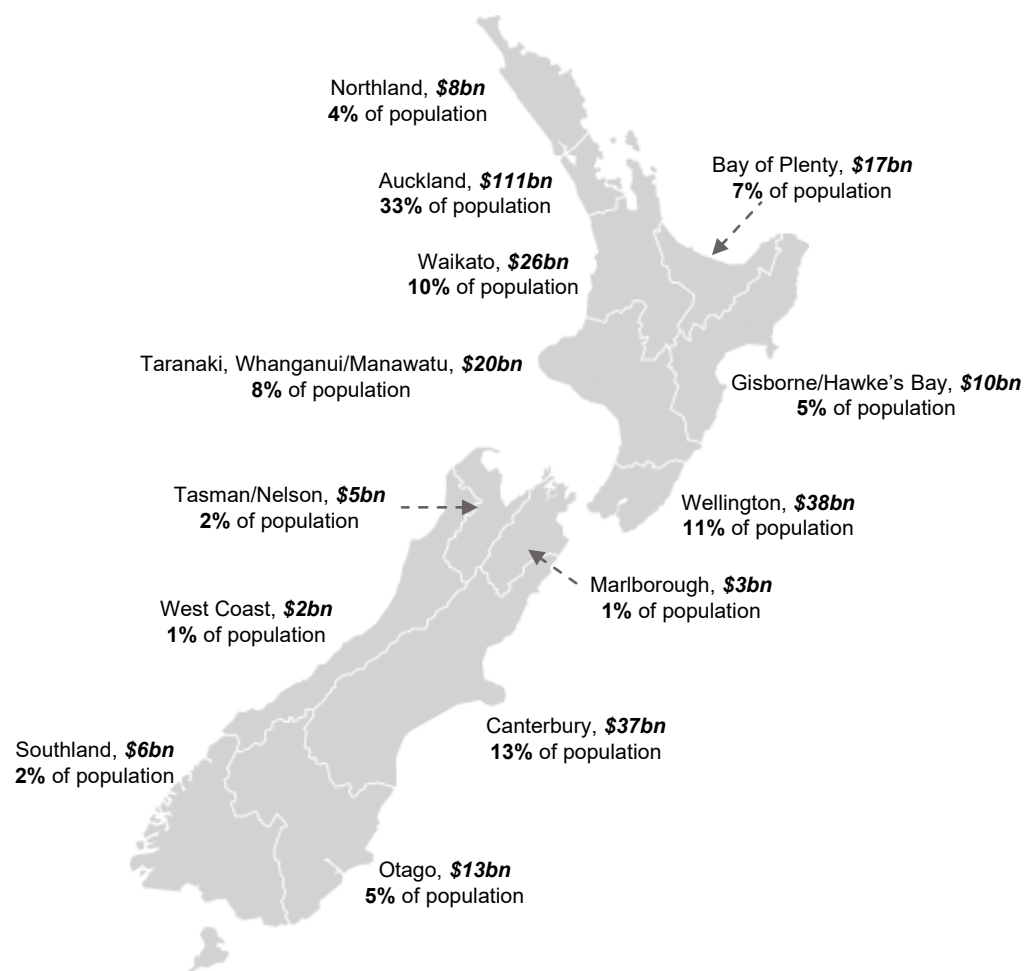 Northland, $8bn
4% of population
Bay of Plenty, $17bn
7% of population
Auckland, $111bn
33% of population
Waikato, $26bn
10% of population
Taranaki, Whanganui/Manawatu, $20bn
8% of population
Gisborne/Hawke’s Bay, $10bn
5% of population
Tasman/Nelson, $5bn
2% of population
Wellington, $38bn
11% of population
Marlborough, $3bn
1% of population
West Coast, $2bn
1% of population
Canterbury, $37bn
13% of population
Southland, $6bn
2% of population
Otago, $13bn
5% of population